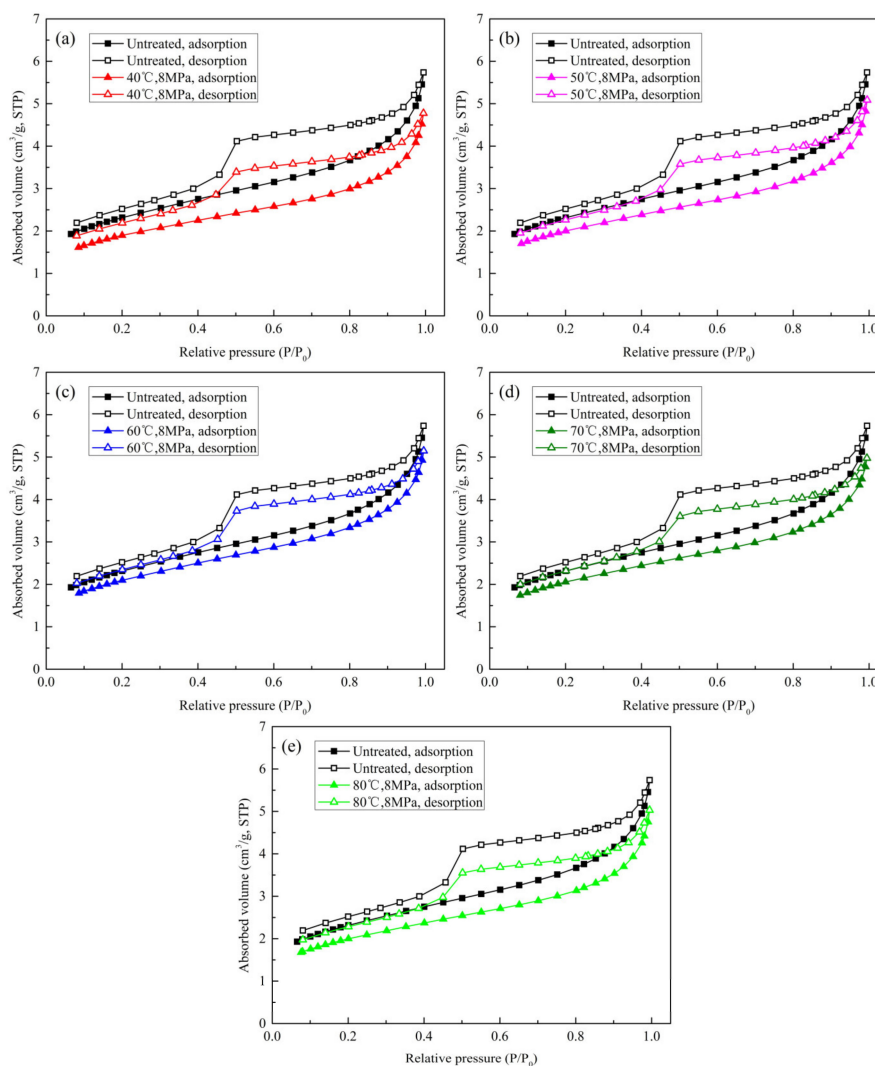 (a)
Untreated, adsorption
Untreated, desorption
40℃,8MPa, adsorption
40℃,8MPa, desorption
Absorbed volume (cm³/g, STP)
7
6
5
4
3
2
1
0
0.0 0.2 0.4 0.6 0.8 1.0
Relative pressure (P/P₀)
(b)
Untreated, adsorption
Untreated, desorption
50℃,8MPa, adsorption
50℃,8MPa, desorption
Absorbed volume (cm³/g, STP)
7
6
5
4
3
2
1
0
0.0 0.2 0.4 0.6 0.8 1.0
Relative pressure (P/P₀)
(c)
Untreated, adsorption
Untreated, desorption
60℃,8MPa, adsorption
60℃,8MPa, desorption
Absorbed volume (cm³/g, STP)
7
6
5
4
3
2
1
0
0.0 0.2 0.4 0.6 0.8 1.0
Relative pressure (P/P₀)
(d)
Untreated, adsorption
Untreated, desorption
70℃,8MPa, adsorption
70℃,8MPa, desorption
Absorbed volume (cm³/g, STP)
7
6
5
4
3
2
1
0
0.0 0.2 0.4 0.6 0.8 1.0
Relative pressure (P/P₀)
(e)
Untreated, adsorption
Untreated, desorption
80℃,8MPa, adsorption
80℃,8MPa, desorption
Absorbed volume (cm³/g, STP)
7
6
5
4
3
2
1
0
0.0 0.2 0.4 0.6 0.8 1.0
Relative pressure (P/P₀)